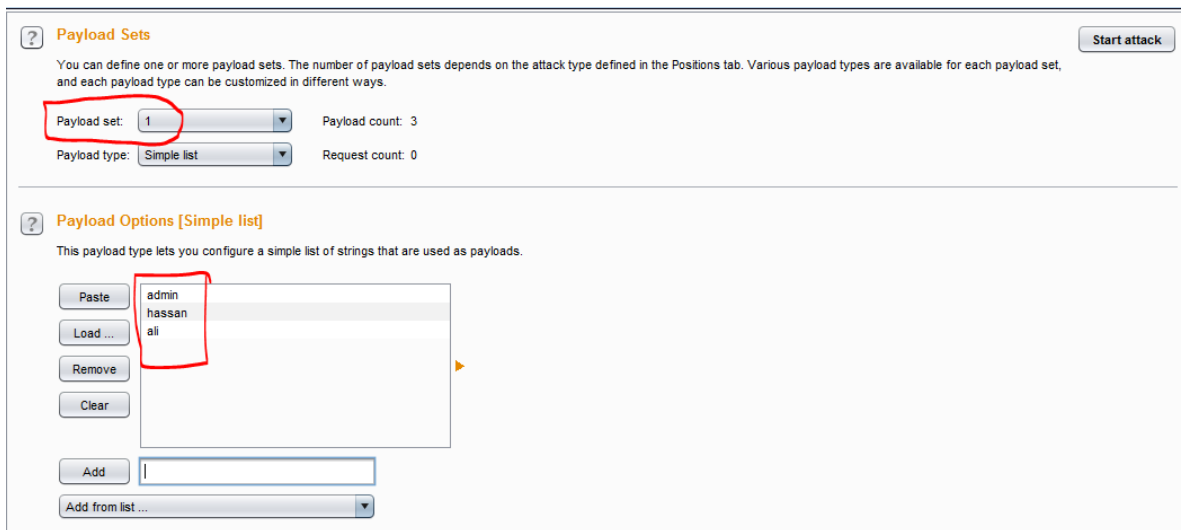 ? Payload Sets
Start attack
You can define one or more payload sets. The number of payload sets depends on the attack type defined in the Positions tab. Various payload types are available for each payload set,
and each payload type can be customized in different ways.
Payload set: 1 Payload count: 3
Payload type: Simple list Request count: 0
? Payload Options [Simple list]
This payload type lets you configure a simple list of strings that are used as payloads.
Paste admin
hassan
Load ... ali
Remove
Clear
Add
Add from list ...